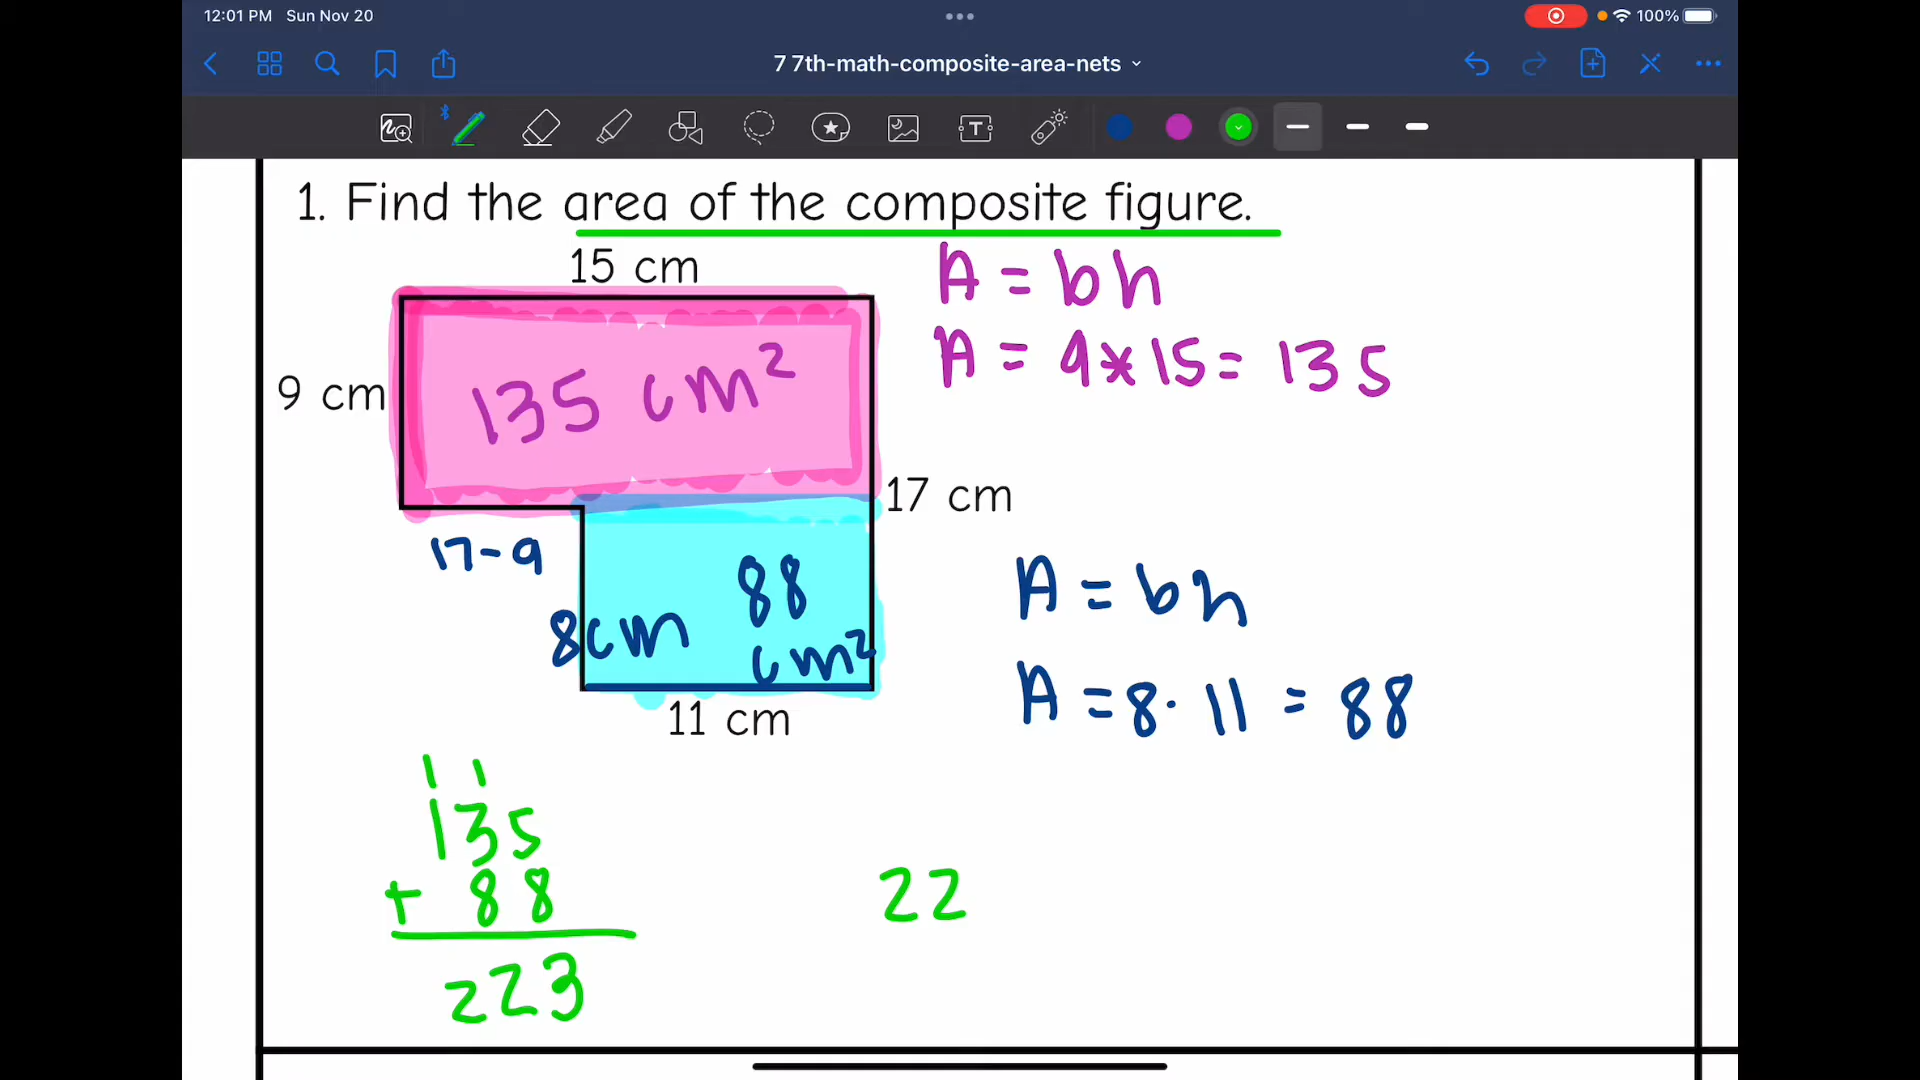 12:01 PM Sun Nov 20
100%
7 7th-math-composite-area-nets
T
1. Find the area of the composite figure.
15 cm
A = bh
A = 9*15 = 135
9 cm
135 cm²
17 cm
17-9
8cm
88
cm²
A = bh
A = 8 · 11 = 88
11 cm
1 1
135
+ 88
223
22